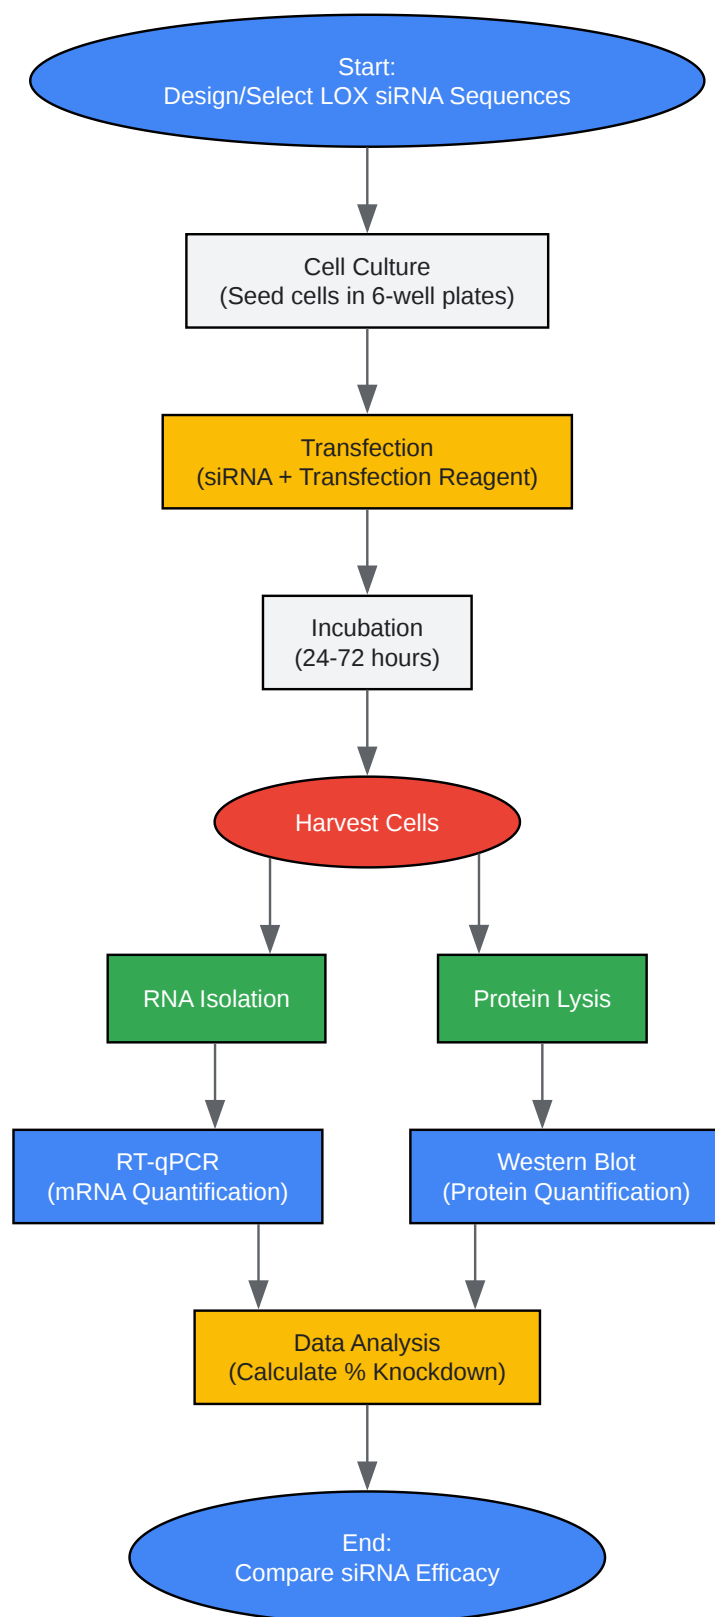 Start:
Design/Select LOX siRNA Sequences
Cell Culture
(Seed cells in 6-well plates)
Transfection
(siRNA + Transfection Reagent)
Incubation
(24-72 hours)
Harvest Cells
RNA Isolation
Protein Lysis
RT-qPCR
(mRNA Quantification)
Western Blot
(Protein Quantification)
Data Analysis
(Calculate % Knockdown)
End:
Compare siRNA Efficacy